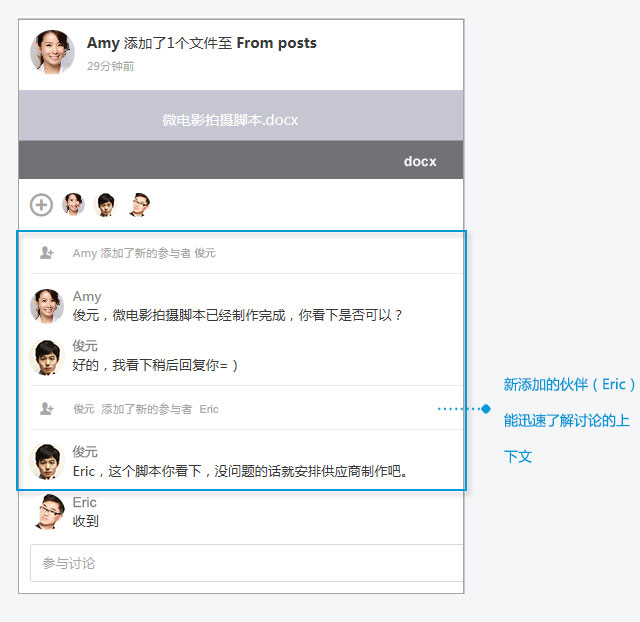 Amy 添加了1个文件至 From posts
29分钟前
微电影拍摄脚本.docx
docx
Amy 添加了新的参与者 俊元
Amy
俊元，微电影拍摄脚本已经制作完成，你看下是否可以？
俊元
好的，我看下稍后回复你=）
俊元 添加了新的参与者 Eric
俊元
Eric，这个脚本你看下，没问题的话就安排供应商制作吧。
Eric
收到
参与讨论
新添加的伙伴（Eric）
能迅速了解讨论的上
下文